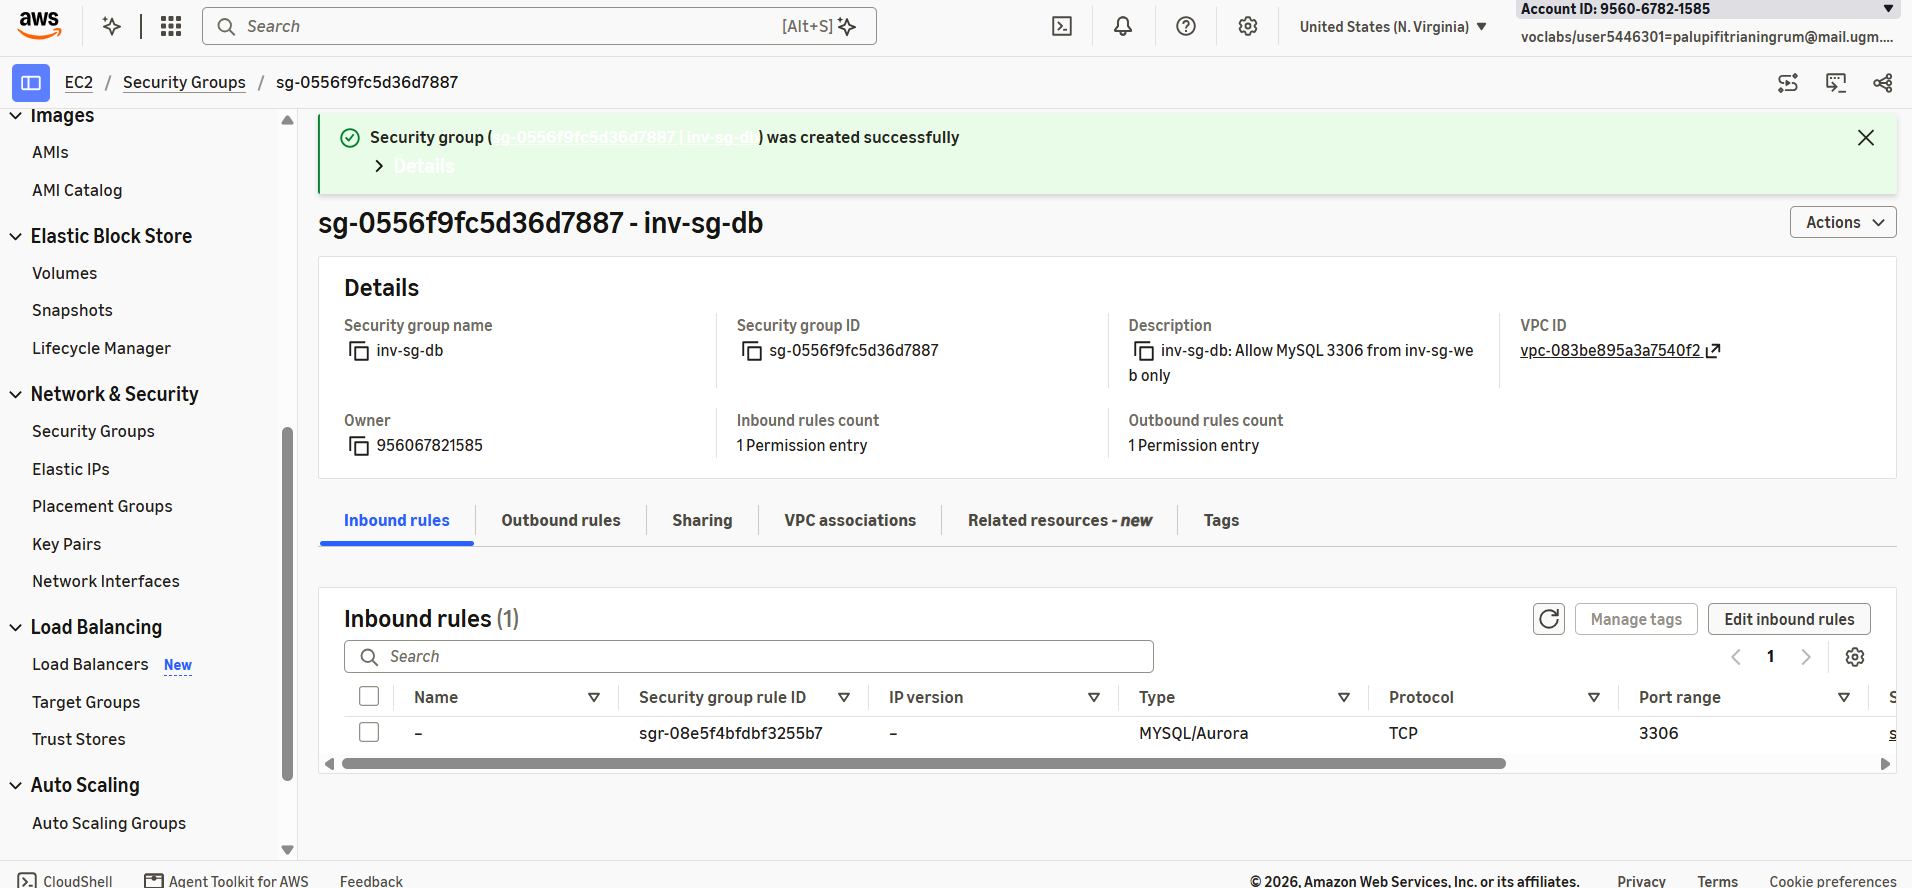 aws
Search
[Alt+S]
United States (N. Virginia)
Account ID: 9560-6782-1585
voclabs/user5446301=palupifitrianingrum@mail.ugm....
EC2 / Security Groups / sg-0556f9fc5d36d7887
Images
AMIs
AMI Catalog
Elastic Block Store
Volumes
Snapshots
Lifecycle Manager
Network & Security
Security Groups
Elastic IPs
Placement Groups
Key Pairs
Network Interfaces
Load Balancing
Load Balancers New
Target Groups
Trust Stores
Auto Scaling
Auto Scaling Groups
Security group (sg-0556f9fc5d36d7887 | inv-sg-db) was created successfully
Details
sg-0556f9fc5d36d7887 - inv-sg-db
Actions
Details
Security group name
inv-sg-db
Security group ID
sg-0556f9fc5d36d7887
Description
inv-sg-db: Allow MySQL 3306 from inv-sg-we
b only
VPC ID
vpc-083be895a3a7540f2
Owner
956067821585
Inbound rules count
1 Permission entry
Outbound rules count
1 Permission entry
Inbound rules
Outbound rules
Sharing
VPC associations
Related resources - new
Tags
Inbound rules (1)
Manage tags
Edit inbound rules
Search
1
Name
Security group rule ID
IP version
Type
Protocol
Port range
S
–
sgr-08e5f4bfdbf3255b7
–
MYSQL/Aurora
TCP
3306
s
CloudShell
Agent Toolkit for AWS
Feedback
© 2026, Amazon Web Services, Inc. or its affiliates.
Privacy
Terms
Cookie preferences